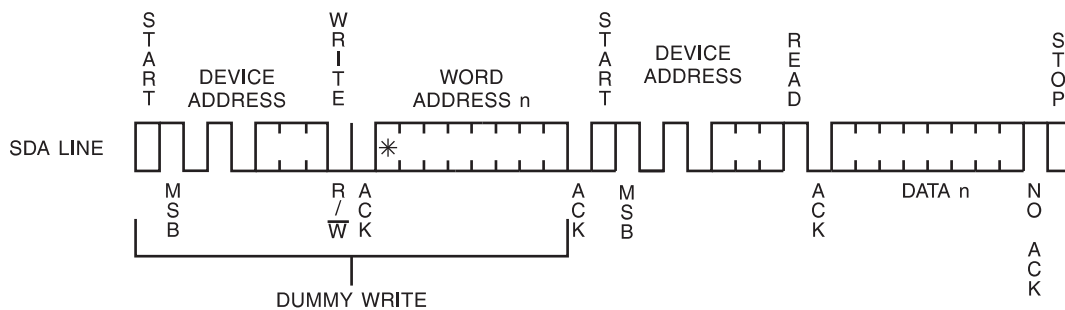 START
DEVICE
ADDRESS
WRITE
WORD
ADDRESS n
START
DEVICE
ADDRESS
READ
STOP
SDA LINE
*
MSB
R/W̅
ACK
ACK
MSB
ACK
DATA n
NO ACK
DUMMY WRITE